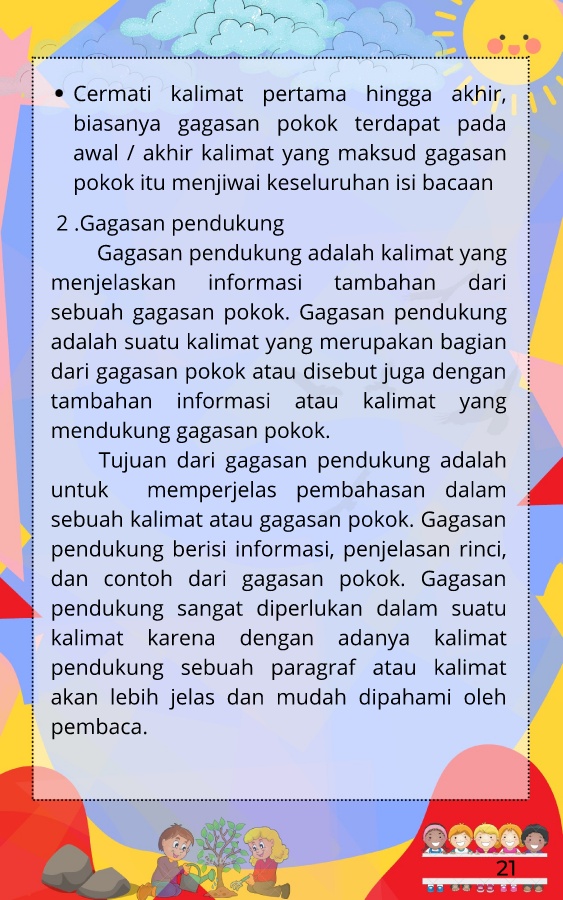 • Cermati kalimat pertama hingga akhir,
biasanya gagasan pokok terdapat pada
awal / akhir kalimat yang maksud gagasan
pokok itu menjiwai keseluruhan isi bacaan
2 .Gagasan pendukung
Gagasan pendukung adalah kalimat yang
menjelaskan informasi tambahan dari
sebuah gagasan pokok. Gagasan pendukung
adalah suatu kalimat yang merupakan bagian
dari gagasan pokok atau disebut juga dengan
tambahan informasi atau kalimat yang
mendukung gagasan pokok.
Tujuan dari gagasan pendukung adalah
untuk memperjelas pembahasan dalam
sebuah kalimat atau gagasan pokok. Gagasan
pendukung berisi informasi, penjelasan rinci,
dan contoh dari gagasan pokok. Gagasan
pendukung sangat diperlukan dalam suatu
kalimat karena dengan adanya kalimat
pendukung sebuah paragraf atau kalimat
akan lebih jelas dan mudah dipahami oleh
pembaca.
21